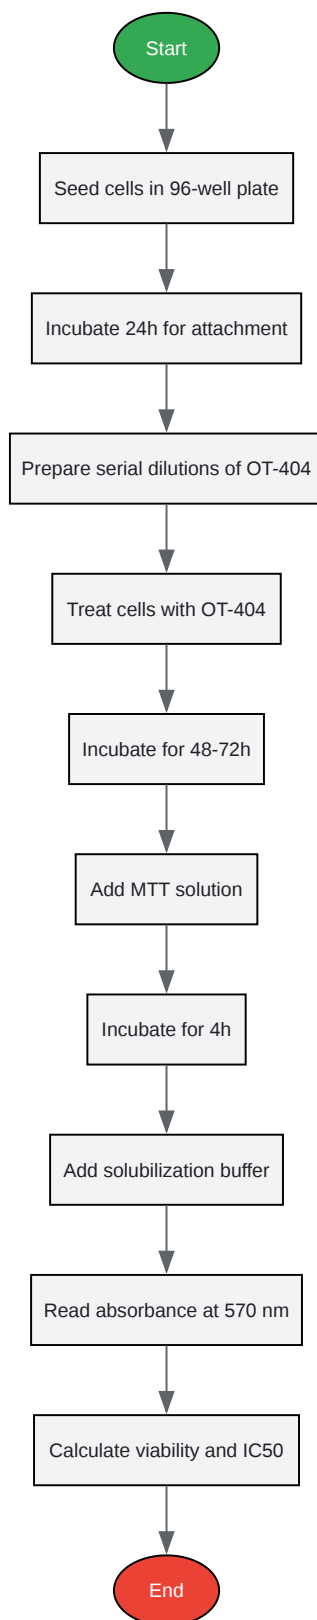 Start
Seed cells in 96-well plate
Incubate 24h for attachment
Prepare serial dilutions of OT-404
Treat cells with OT-404
Incubate for 48-72h
Add MTT solution
Incubate for 4h
Add solubilization buffer
Read absorbance at 570 nm
Calculate viability and IC50
End